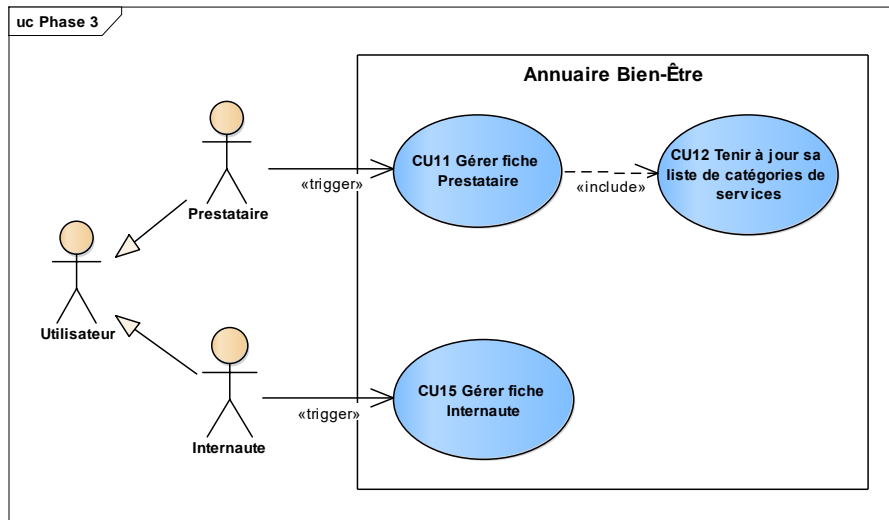 uc Phase 3
Annuaire Bien-Être
CU11 Gérer fiche
Prestataire
CU12 Tenir à jour sa
liste de catégories de
services
«trigger»
«include»
Prestataire
Utilisateur
CU15 Gérer fiche
Internaute
«trigger»
Internaute